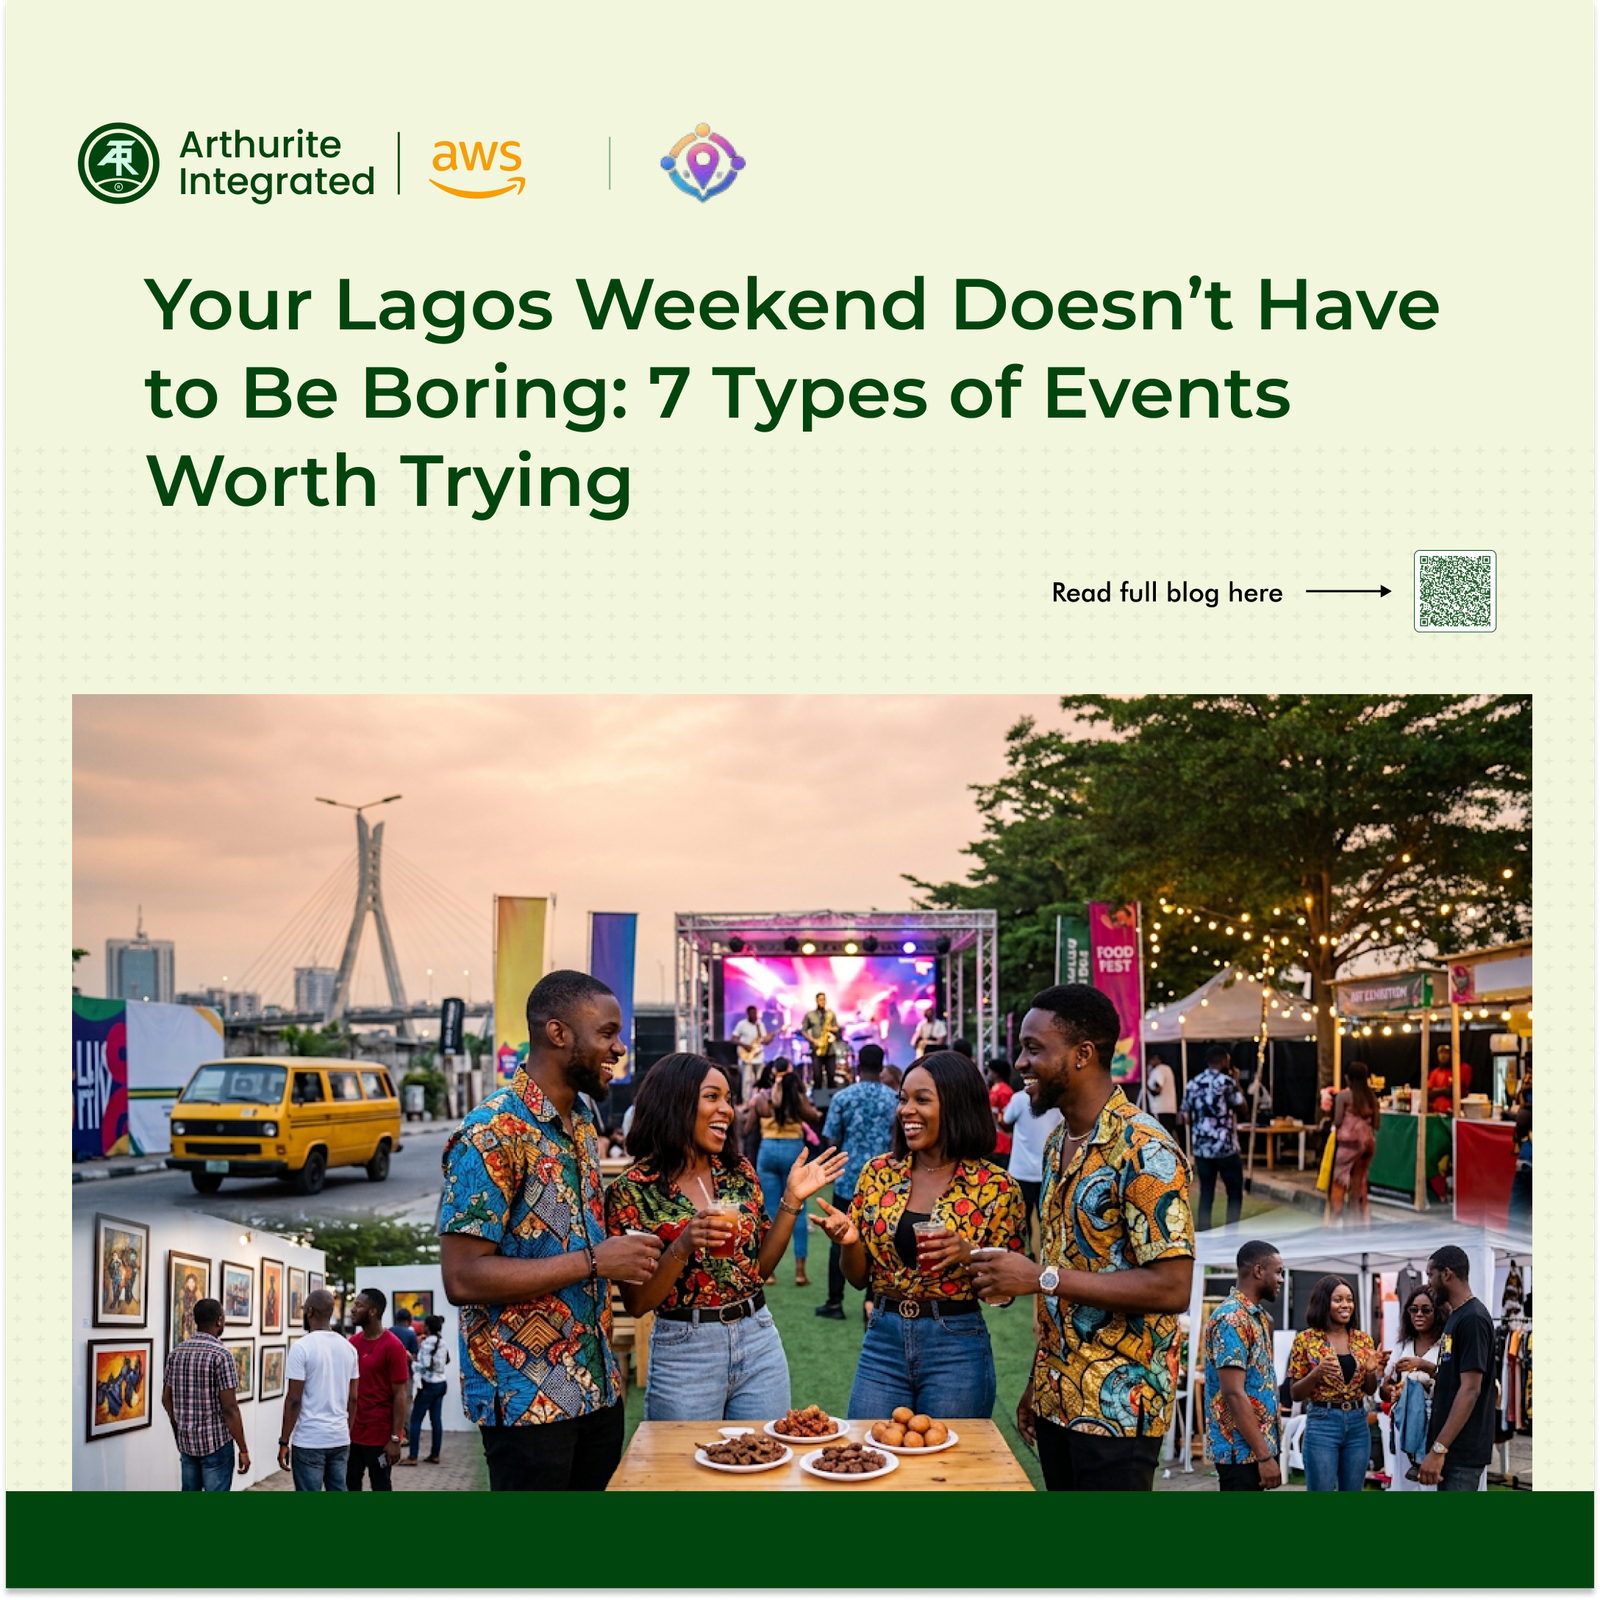 Arthurite
Integrated
aws
Your Lagos Weekend Doesn’t Have
to Be Boring: 7 Types of Events
Worth Trying
Read full blog here
FOOD
FEST
ART EXHIBITION